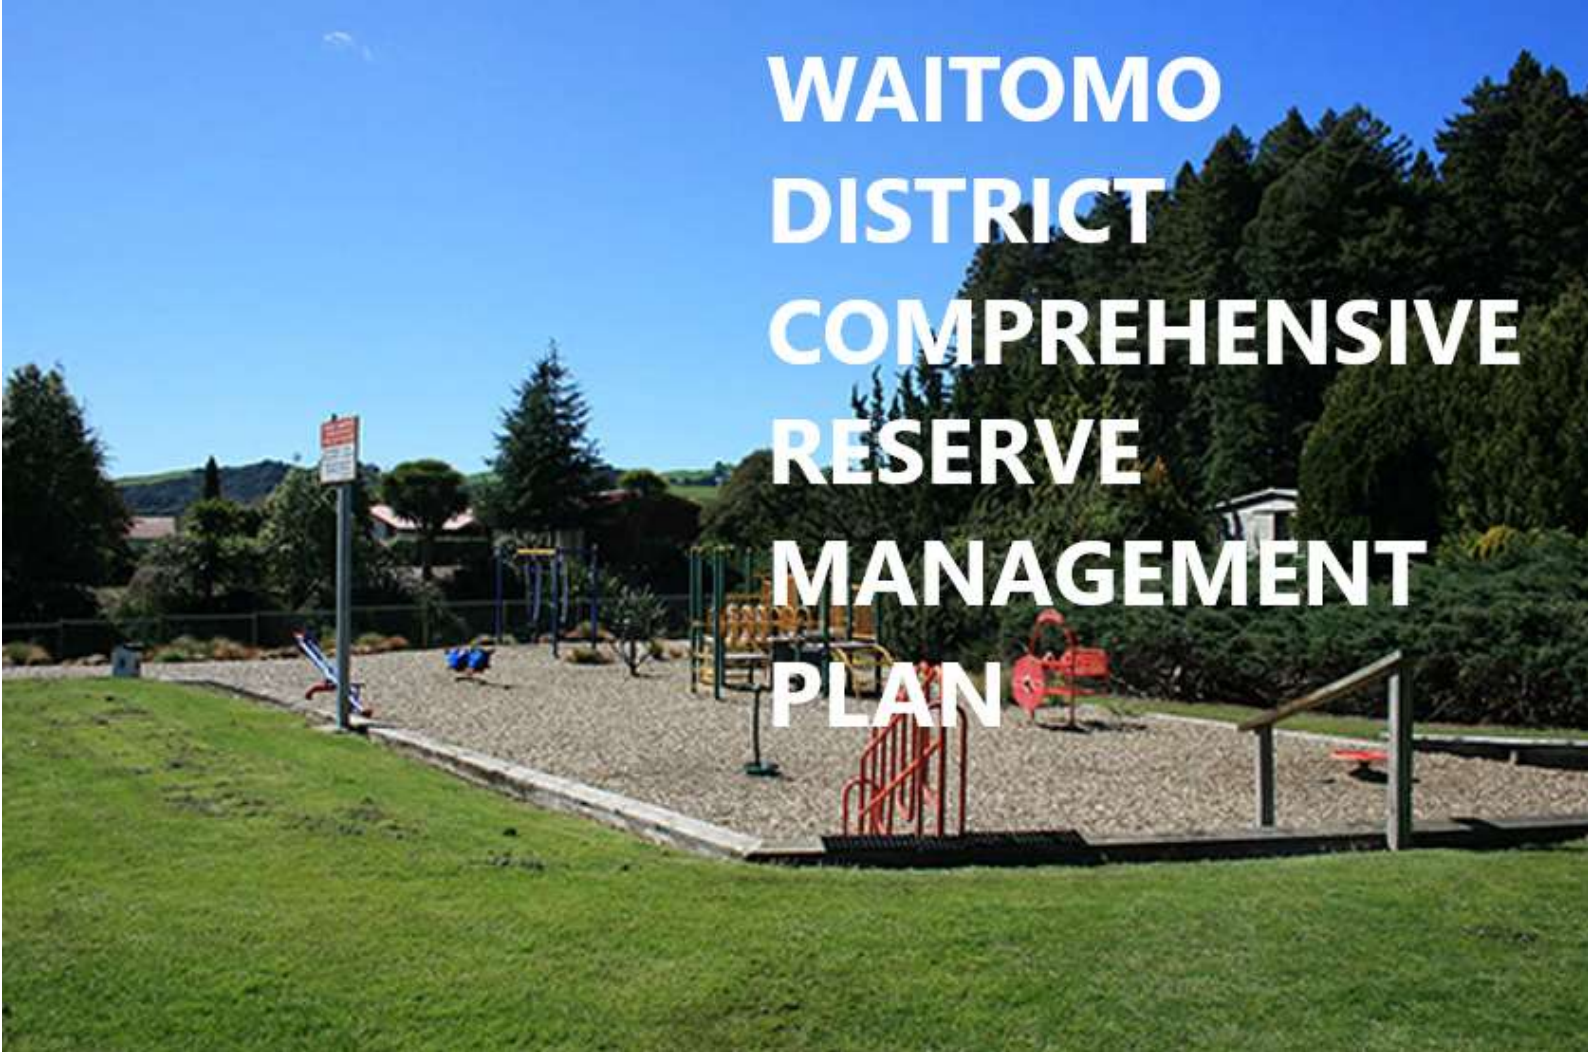 WAITOMO
DISTRICT
COMPREHENSIVE
RESERVE
MANAGEMENT
PLAN